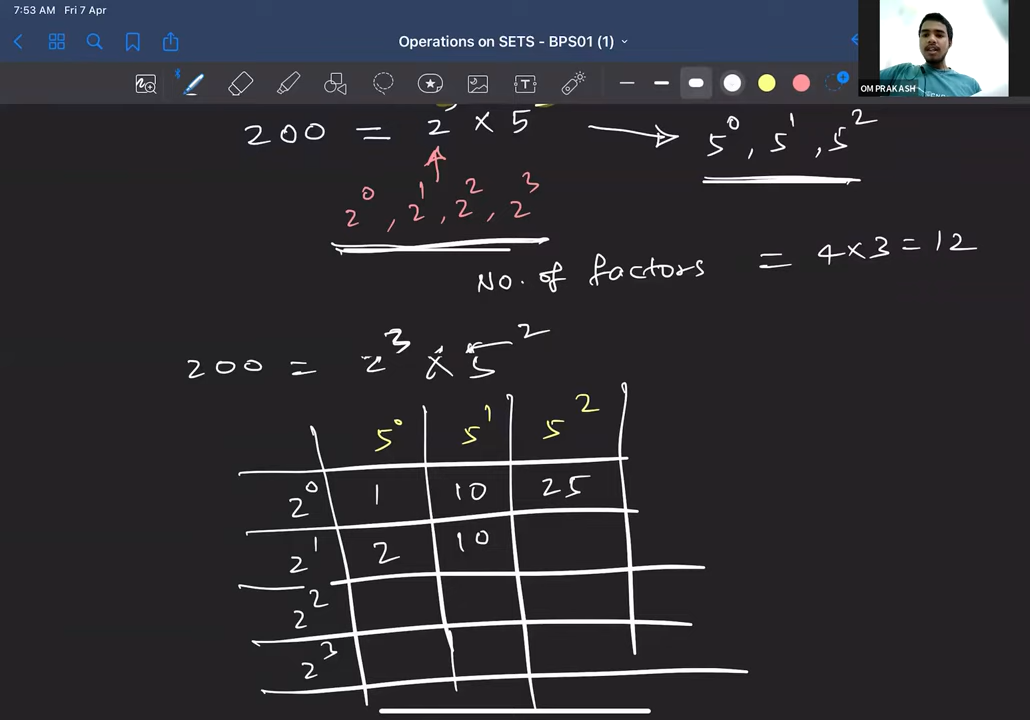 7:53 AM Fri 7 Apr
Operations on SETS - BPS01 (1)
OM PRAKASH
200 = 2³ × 5² → 5⁰, 5¹, 5²
2⁰, 2¹, 2², 2³
No. of factors = 4×3 = 12
200 = 2³ × 5²
5⁰ 5¹ 5²
2⁰ 1 10 25
2¹ 2 10
2²
2³